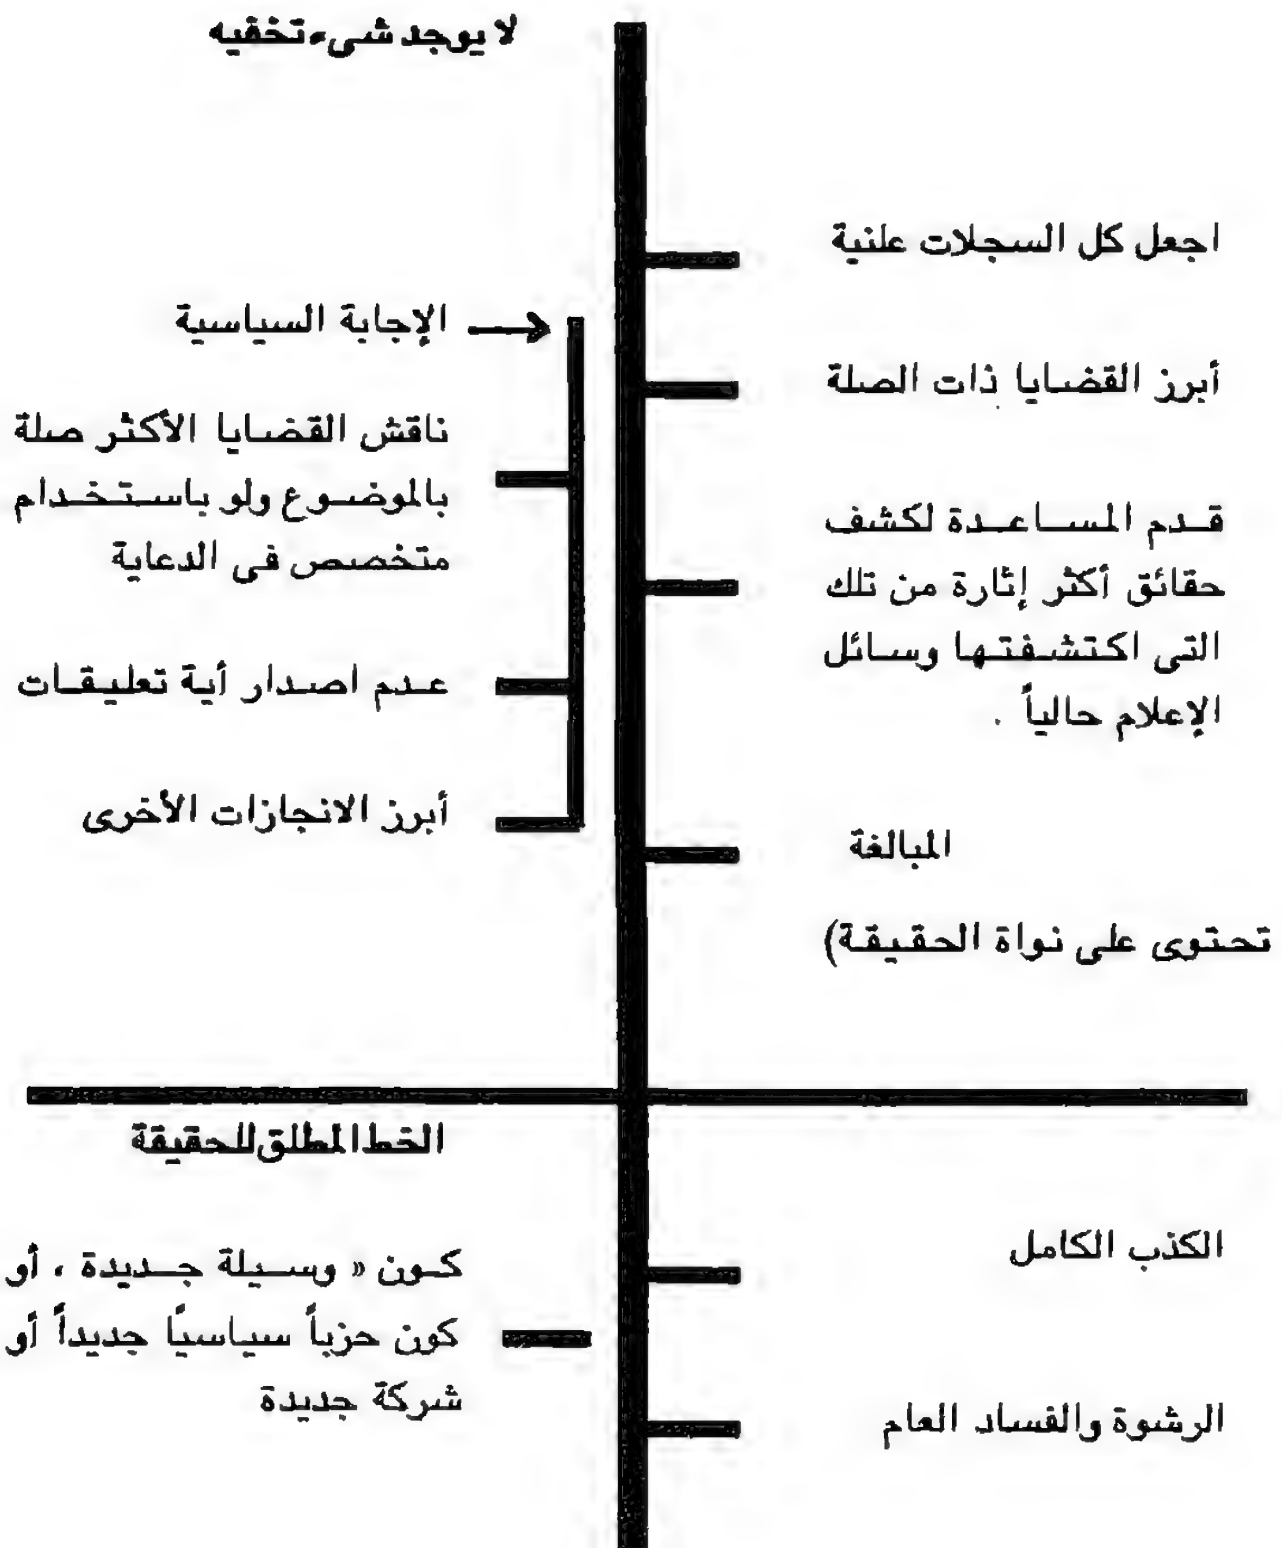 لا يوجد شىء تخفيه
اجعل كل السجلات علنية
الإجابة السياسية
أبرز القضايا ذات الصلة
ناقش القضايا الأكثر صلة
بالموضوع ولو باستخدام
متخصص فى الدعاية
قدم المساعدة لكشف
حقائق أكثر إثارة من تلك
التى اكتشفتها وسائل
الإعلام حالياً .
عدم اصدار أية تعليقات
أبرز الانجازات الأخرى
المبالغة
تحتوى على نواة الحقيقة)
الخط المطلق للحقيقة
الكذب الكامل
كون « وسيلة جديدة ، أو
كون حزباً سياسيًا جديداً أو
شركة جديدة
الرشوة والفساد العام